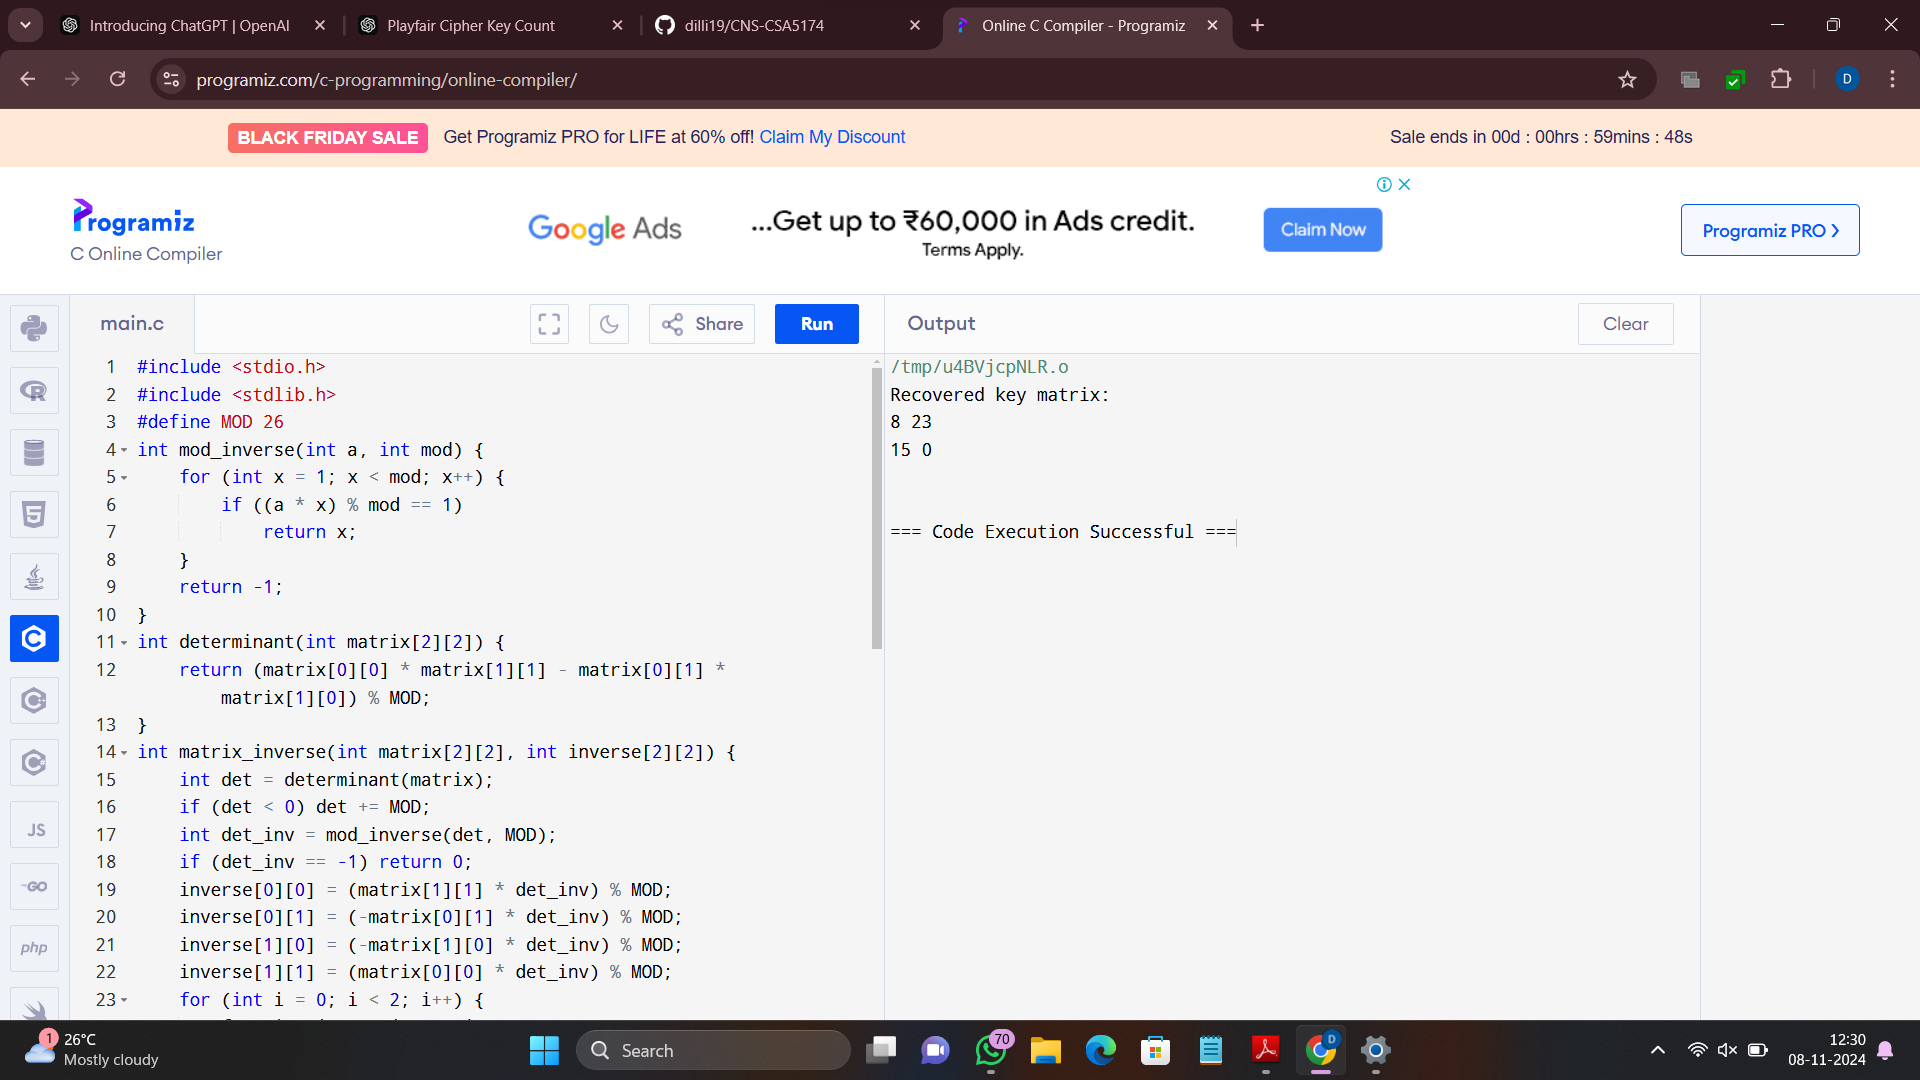 Introducing ChatGPT | OpenAI
Playfair Cipher Key Count
dilli19/CNS-CSA5174
Online C Compiler - Programiz
programiz.com/c-programming/online-compiler/
D
BLACK FRIDAY SALE Get Programiz PRO for LIFE at 60% off! Claim My Discount
Sale ends in 00d : 00hrs : 59mins : 48s
Programiz
C Online Compiler
Google Ads
...Get up to ₹60,000 in Ads credit.
Terms Apply.
Claim Now
Programiz PRO
main.c
Share
Run
Output
Clear
1 #include <stdio.h>
2 #include <stdlib.h>
3 #define MOD 26
4 int mod_inverse(int a, int mod) {
5 for (int x = 1; x < mod; x++) {
6 if ((a * x) % mod == 1)
7 return x;
8 }
9 return -1;
10 }
11 int determinant(int matrix[2][2]) {
12 return (matrix[0][0] * matrix[1][1] - matrix[0][1] *
matrix[1][0]) % MOD;
13 }
14 int matrix_inverse(int matrix[2][2], int inverse[2][2]) {
15 int det = determinant(matrix);
16 if (det < 0) det += MOD;
17 int det_inv = mod_inverse(det, MOD);
18 if (det_inv == -1) return 0;
19 inverse[0][0] = (matrix[1][1] * det_inv) % MOD;
20 inverse[0][1] = (-matrix[0][1] * det_inv) % MOD;
21 inverse[1][0] = (-matrix[1][0] * det_inv) % MOD;
22 inverse[1][1] = (matrix[0][0] * det_inv) % MOD;
23 for (int i = 0; i < 2; i++) {
/tmp/u4BVjcpNLR.o
Recovered key matrix:
8 23
15 0
=== Code Execution Successful ===
JS
GO
php
1
26°C
Mostly cloudy
Search
70
D
12:30
08-11-2024